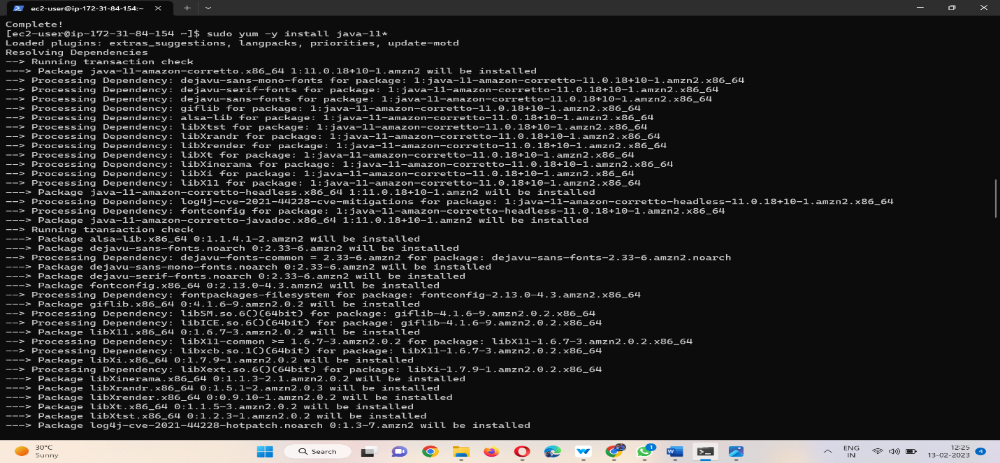 ec2-user@ip-172-31-84-154:~
Complete!
[ec2-user@ip-172-31-84-154 ~]$ sudo yum -y install java-11*
Loaded plugins: extras_suggestions, langpacks, priorities, update-motd
Resolving Dependencies
--> Running transaction check
---> Package java-11-amazon-corretto.x86_64 1:11.0.18+10-1.amzn2 will be installed
--> Processing Dependency: dejavu-sans-mono-fonts for package: 1:java-11-amazon-corretto-11.0.18+10-1.amzn2.x86_64
--> Processing Dependency: dejavu-serif-fonts for package: 1:java-11-amazon-corretto-11.0.18+10-1.amzn2.x86_64
--> Processing Dependency: dejavu-sans-fonts for package: 1:java-11-amazon-corretto-11.0.18+10-1.amzn2.x86_64
--> Processing Dependency: giflib for package: 1:java-11-amazon-corretto-11.0.18+10-1.amzn2.x86_64
--> Processing Dependency: alsa-lib for package: 1:java-11-amazon-corretto-11.0.18+10-1.amzn2.x86_64
--> Processing Dependency: libXtst for package: 1:java-11-amazon-corretto-11.0.18+10-1.amzn2.x86_64
--> Processing Dependency: libXrandr for package: 1:java-11-amazon-corretto-11.0.18+10-1.amzn2.x86_64
--> Processing Dependency: libXrender for package: 1:java-11-amazon-corretto-11.0.18+10-1.amzn2.x86_64
--> Processing Dependency: libXt for package: 1:java-11-amazon-corretto-11.0.18+10-1.amzn2.x86_64
--> Processing Dependency: libXinerama for package: 1:java-11-amazon-corretto-11.0.18+10-1.amzn2.x86_64
--> Processing Dependency: libXi for package: 1:java-11-amazon-corretto-11.0.18+10-1.amzn2.x86_64
--> Processing Dependency: libX11 for package: 1:java-11-amazon-corretto-11.0.18+10-1.amzn2.x86_64
---> Package java-11-amazon-corretto-headless.x86_64 1:11.0.18+10-1.amzn2 will be installed
--> Processing Dependency: log4j-cve-2021-44228-cve-mitigations for package: 1:java-11-amazon-corretto-headless-11.0.18+10-1.amzn2.x86_64
--> Processing Dependency: fontconfig for package: 1:java-11-amazon-corretto-headless-11.0.18+10-1.amzn2.x86_64
---> Package java-11-amazon-corretto-javadoc.x86_64 1:11.0.18+10-1.amzn2 will be installed
--> Running transaction check
---> Package alsa-lib.x86_64 0:1.1.4.1-2.amzn2 will be installed
---> Package dejavu-sans-fonts.noarch 0:2.33-6.amzn2 will be installed
--> Processing Dependency: dejavu-fonts-common = 2.33-6.amzn2 for package: dejavu-sans-fonts-2.33-6.amzn2.noarch
---> Package dejavu-sans-mono-fonts.noarch 0:2.33-6.amzn2 will be installed
---> Package dejavu-serif-fonts.noarch 0:2.33-6.amzn2 will be installed
---> Package fontconfig.x86_64 0:2.13.0-4.3.amzn2 will be installed
--> Processing Dependency: fontpackages-filesystem for package: fontconfig-2.13.0-4.3.amzn2.x86_64
---> Package giflib.x86_64 0:4.1.6-9.amzn2.0.2 will be installed
--> Processing Dependency: libSM.so.6()(64bit) for package: giflib-4.1.6-9.amzn2.0.2.x86_64
--> Processing Dependency: libICE.so.6()(64bit) for package: giflib-4.1.6-9.amzn2.0.2.x86_64
---> Package libX11.x86_64 0:1.6.7-3.amzn2.0.2 will be installed
--> Processing Dependency: libX11-common >= 1.6.7-3.amzn2.0.2 for package: libX11-1.6.7-3.amzn2.0.2.x86_64
--> Processing Dependency: libxcb.so.1()(64bit) for package: libX11-1.6.7-3.amzn2.0.2.x86_64
---> Package libXi.x86_64 0:1.7.9-1.amzn2.0.2 will be installed
--> Processing Dependency: libXext.so.6()(64bit) for package: libXi-1.7.9-1.amzn2.0.2.x86_64
---> Package libXinerama.x86_64 0:1.1.3-2.1.amzn2.0.2 will be installed
---> Package libXrandr.x86_64 0:1.5.1-2.amzn2.0.3 will be installed
---> Package libXrender.x86_64 0:0.9.10-1.amzn2.0.2 will be installed
---> Package libXt.x86_64 0:1.1.5-3.amzn2.0.2 will be installed
---> Package libXtst.x86_64 0:1.2.3-1.amzn2.0.2 will be installed
---> Package log4j-cve-2021-44228-hotpatch.noarch 0:1.3-7.amzn2 will be installed
30°C
Sunny
Search
1
ENG
IN
12:25
13-02-2023
4